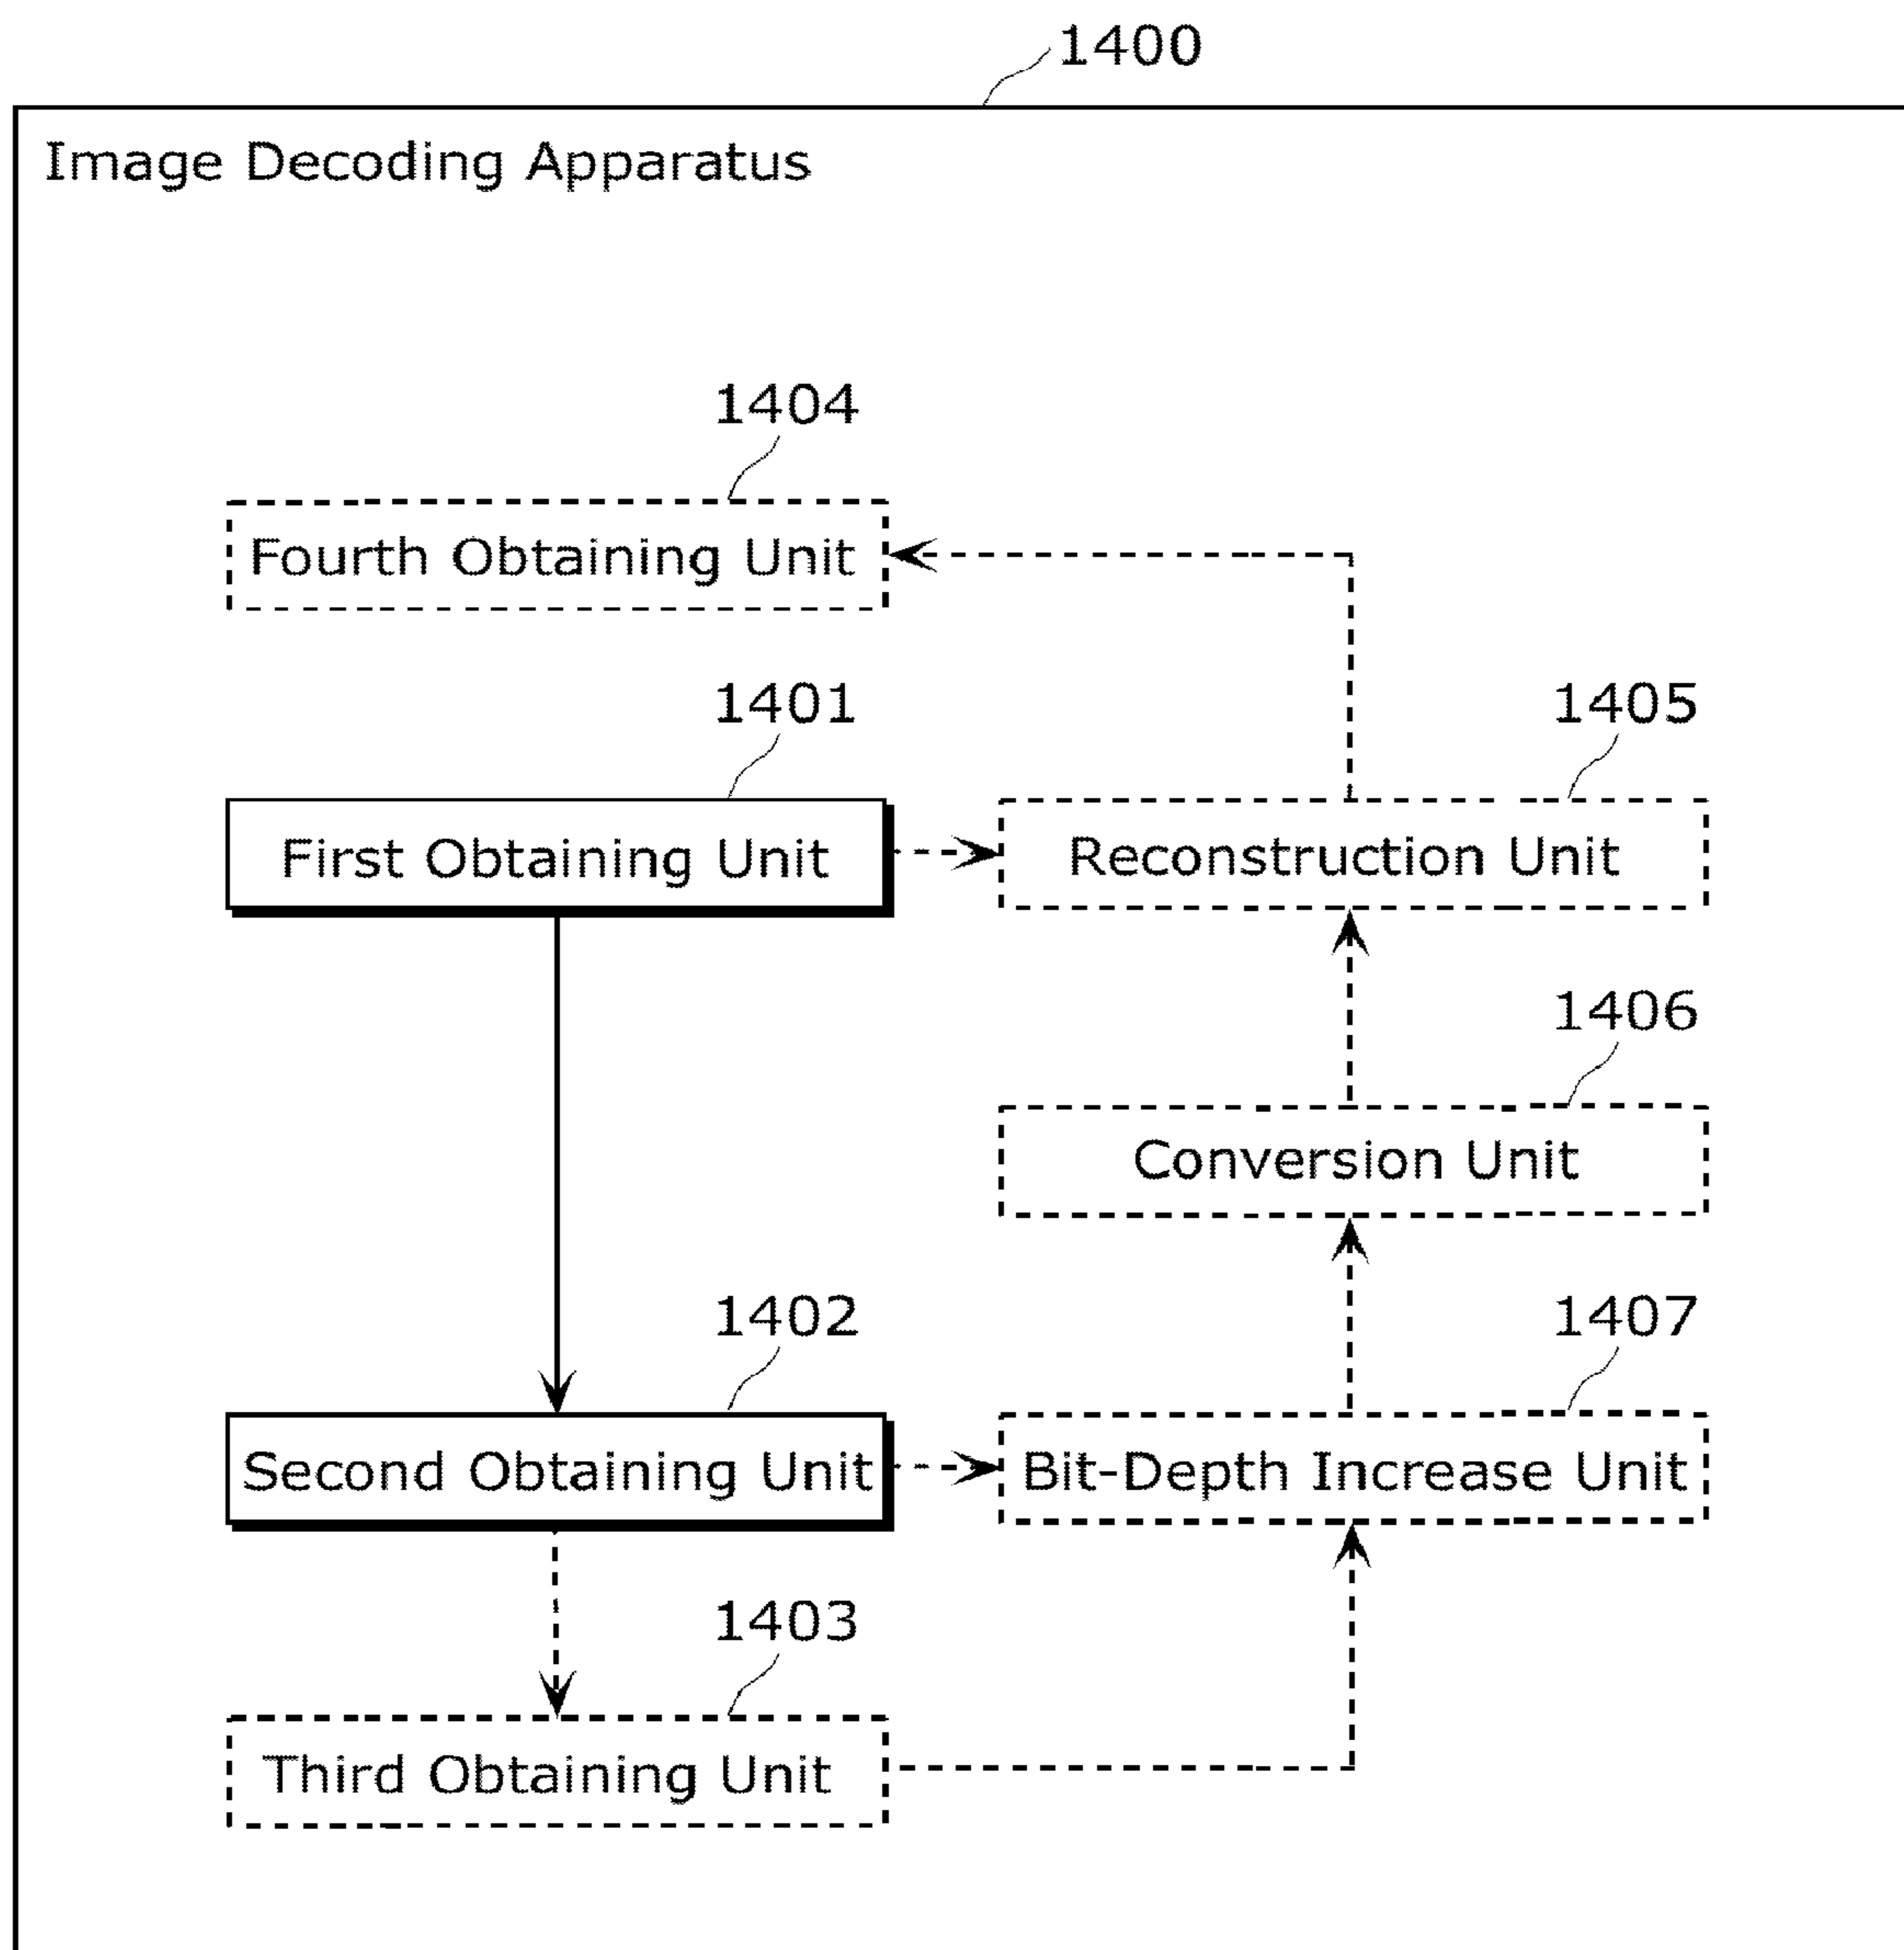 1400
Image Decoding Apparatus
1404
Fourth Obtaining Unit
1401
1405
First Obtaining Unit
Reconstruction Unit
1406
Conversion Unit
1402
1407
Second Obtaining Unit
Bit-Depth Increase Unit
1403
Third Obtaining Unit